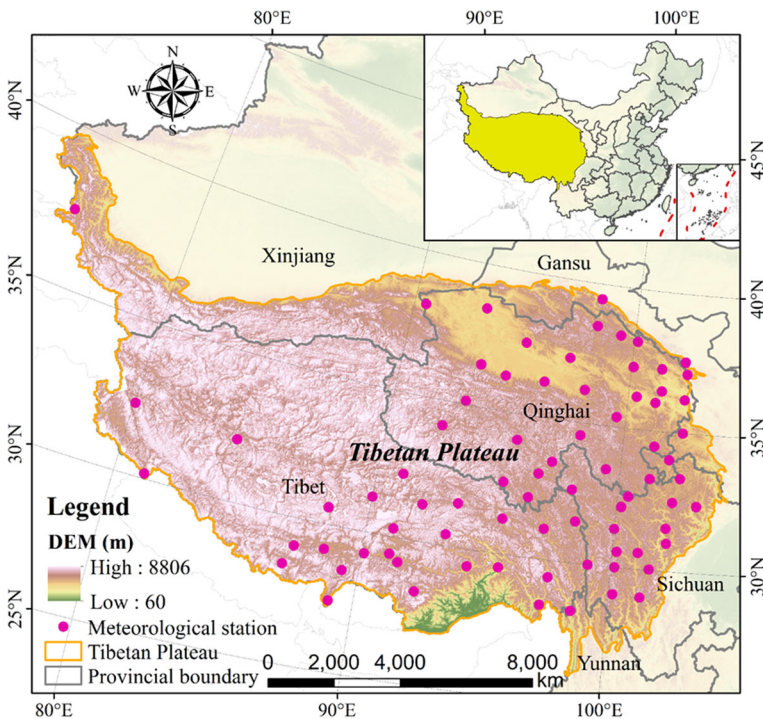 80°E
90°E
100°E
N
W
E
S
40°N
45°N
Xinjiang
Gansu
35°N
40°N
Qinghai
Tibetan Plateau
30°N
35°N
Tibet
Legend
DEM (m)
High : 8806
Low : 60
Meteorological station
Tibetan Plateau
Provincial boundary
25°N
30°N
Sichuan
Yunnan
0
2,000
4,000
8,000
km
80°E
90°E
100°E